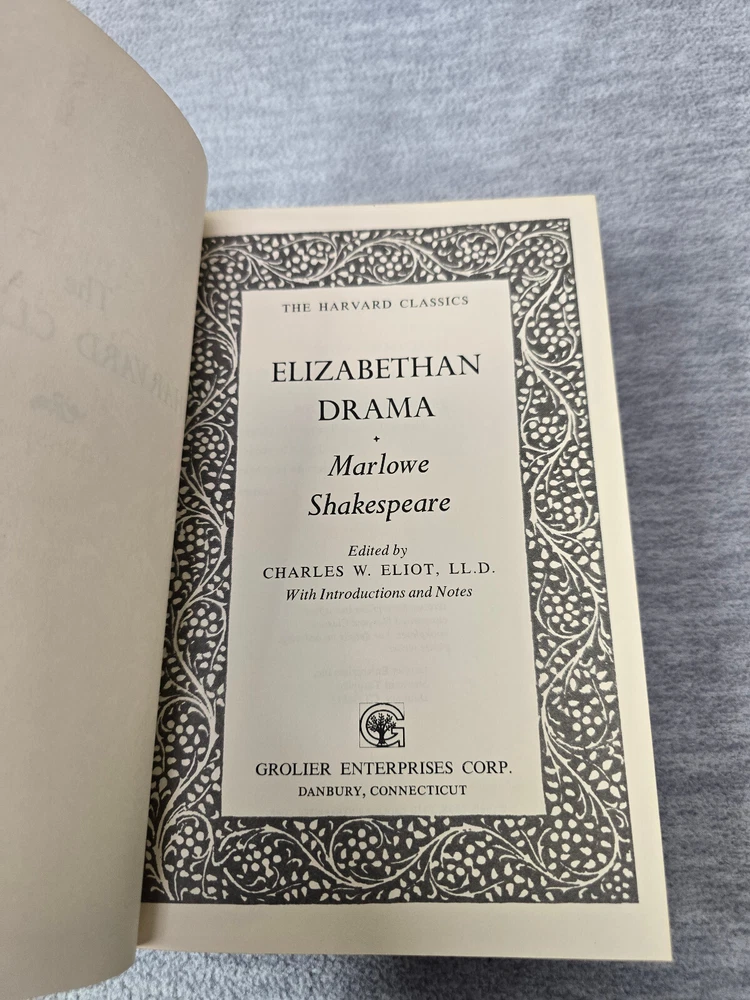 THE HARVARD CLASSICS
ELIZABETHAN
DRAMA
Marlowe
Shakespeare
Edited by
CHARLES W. ELIOT, LL.D.
With Introductions and Notes
G
GROLIER ENTERPRISES CORP.
DANBURY, CONNECTICUT